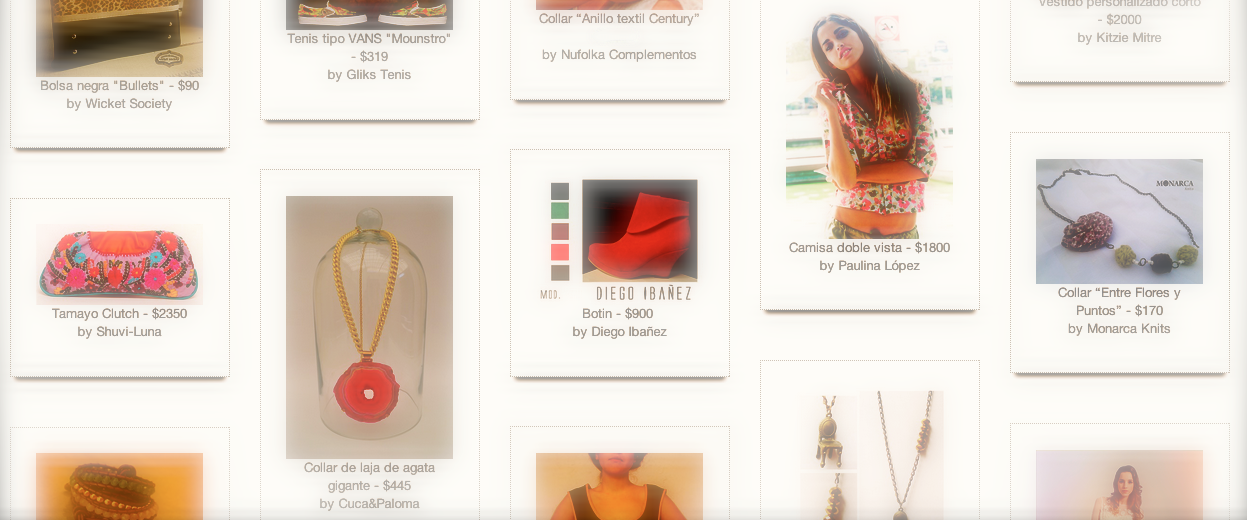 Bolsa negra "Bullets" - $90
by Wicket Society
Tamayo Clutch - $2350
by Shuvi-Luna
Tenis tipo VANS "Mounstro"
- $319
by Gliks Tenis
Collar de laja de agata
gigante - $445
by Cuca&Paloma
Collar “Anillo textil Century”
by Nufolka Complementos
MOD.
DIEGO IBAÑEZ
Botin - $900
by Diego Ibañez
Camisa doble vista - $1800
by Paulina López
Vestido personalizado corto
- $2000
by Kitzie Mitre
MONARCA
Collar “Entre Flores y
Puntos” - $170
by Monarca Knits